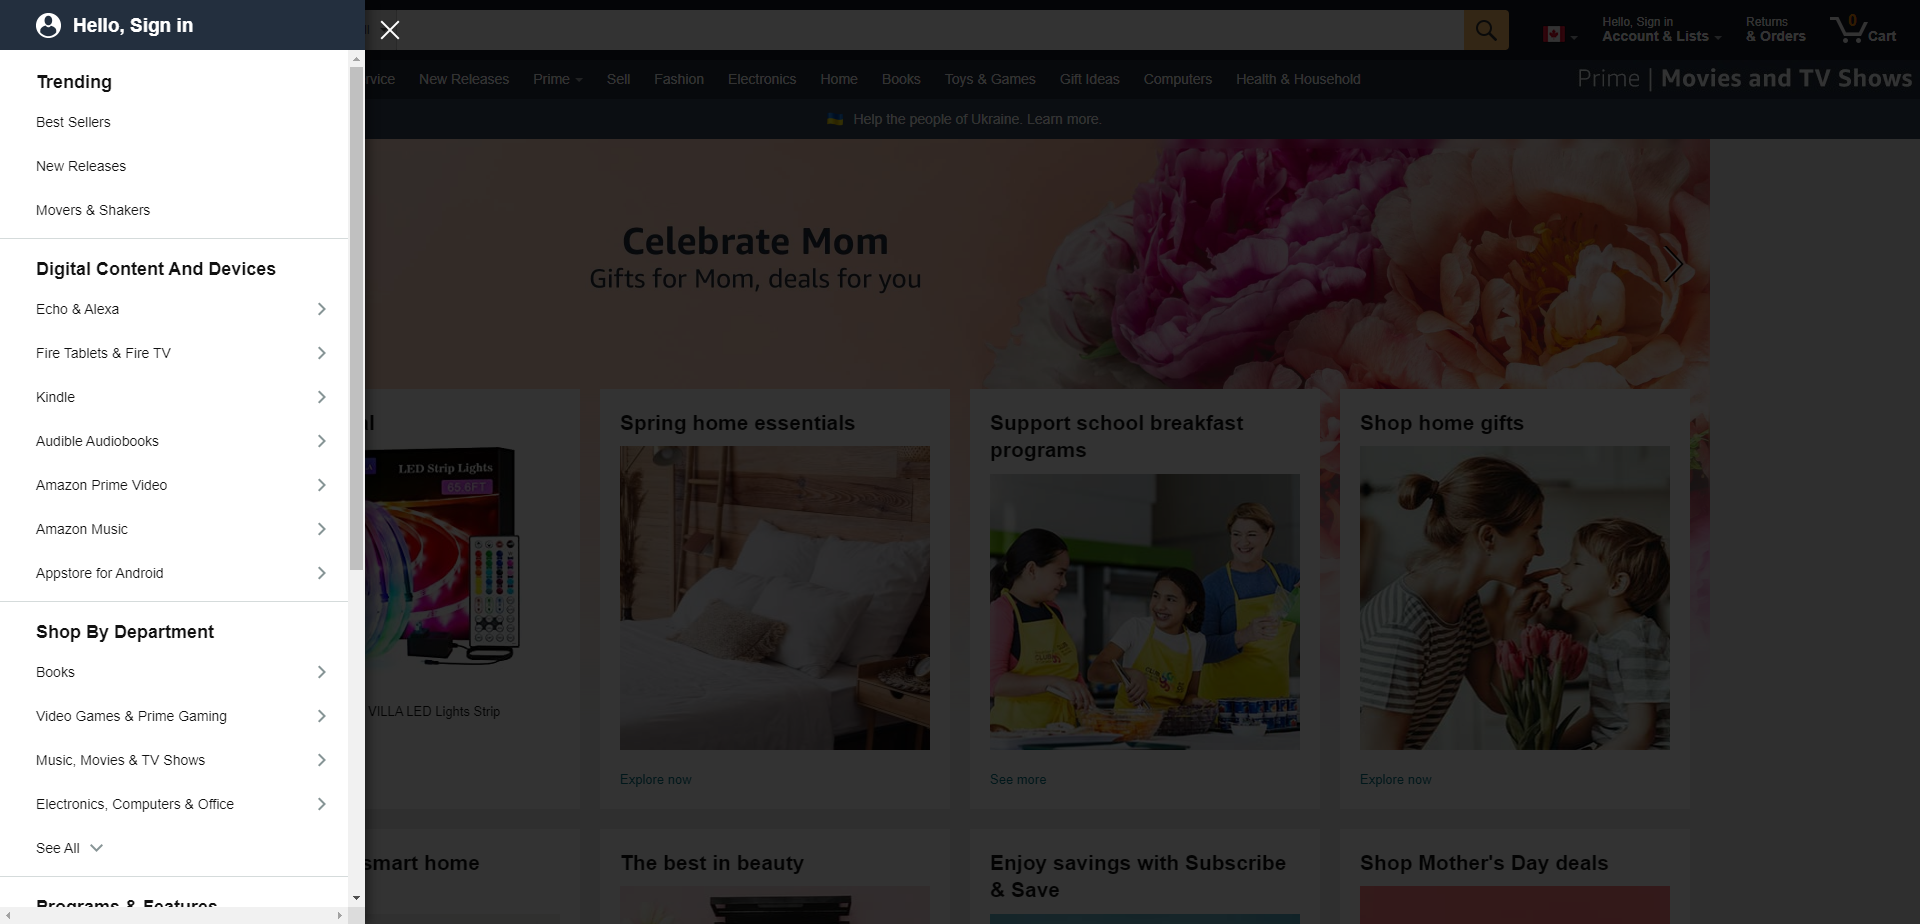 Hello, Sign in
Trending
Best Sellers
New Releases
Movers & Shakers
Digital Content And Devices
Echo & Alexa
Fire Tablets & Fire TV
Kindle
Audible Audiobooks
Amazon Prime Video
Amazon Music
Appstore for Android
Shop By Department
Books
Video Games & Prime Gaming
Music, Movies & TV Shows
Electronics, Computers & Office
See All
Programs & Features
Hello, Sign in
Account & Lists
Returns
& Orders
0
Cart
New Releases Prime Sell Fashion Electronics Home Books Toys & Games Gift Ideas Computers Health & Household
Prime | Movies and TV Shows
Help the people of Ukraine. Learn more.
Celebrate Mom
Gifts for Mom, deals for you
LED Strip Lights
65.6FT
VILLA LED Lights Strip
Spring home essentials
Explore now
Support school breakfast
programs
See more
Shop home gifts
Explore now
smart home
The best in beauty
Enjoy savings with Subscribe
& Save
Shop Mother's Day deals